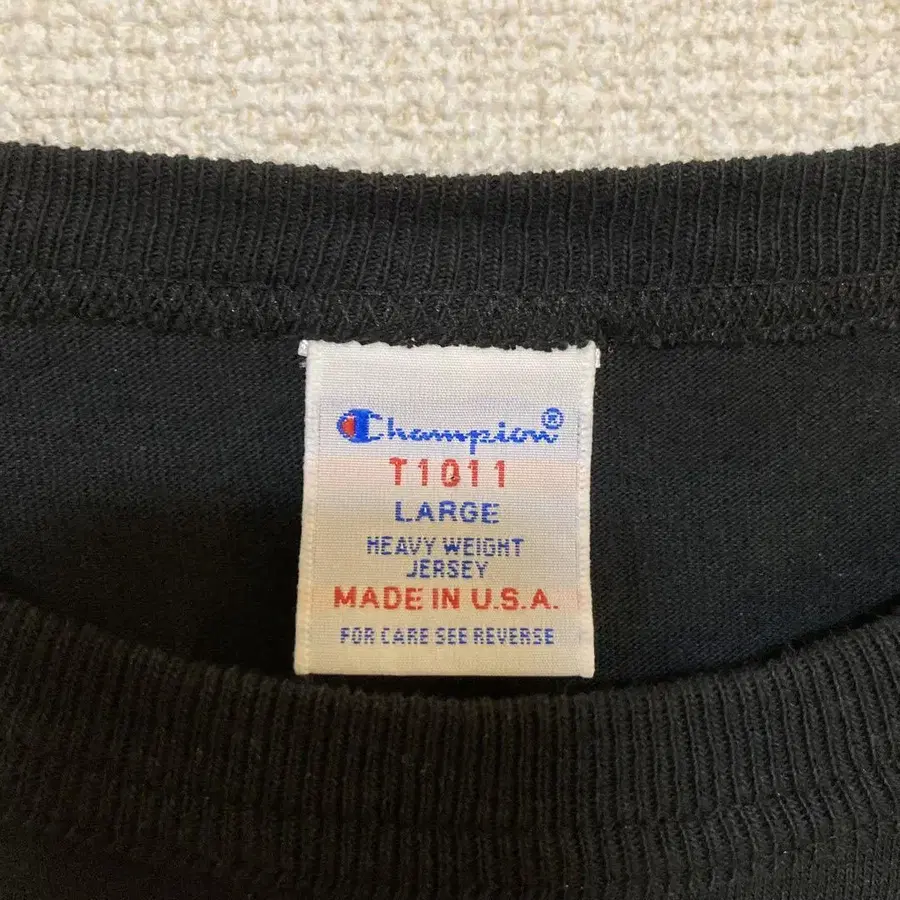 Champion®
T1011
LARGE
HEAVY WEIGHT
JERSEY
MADE IN U.S.A.
FOR CARE SEE REVERSE